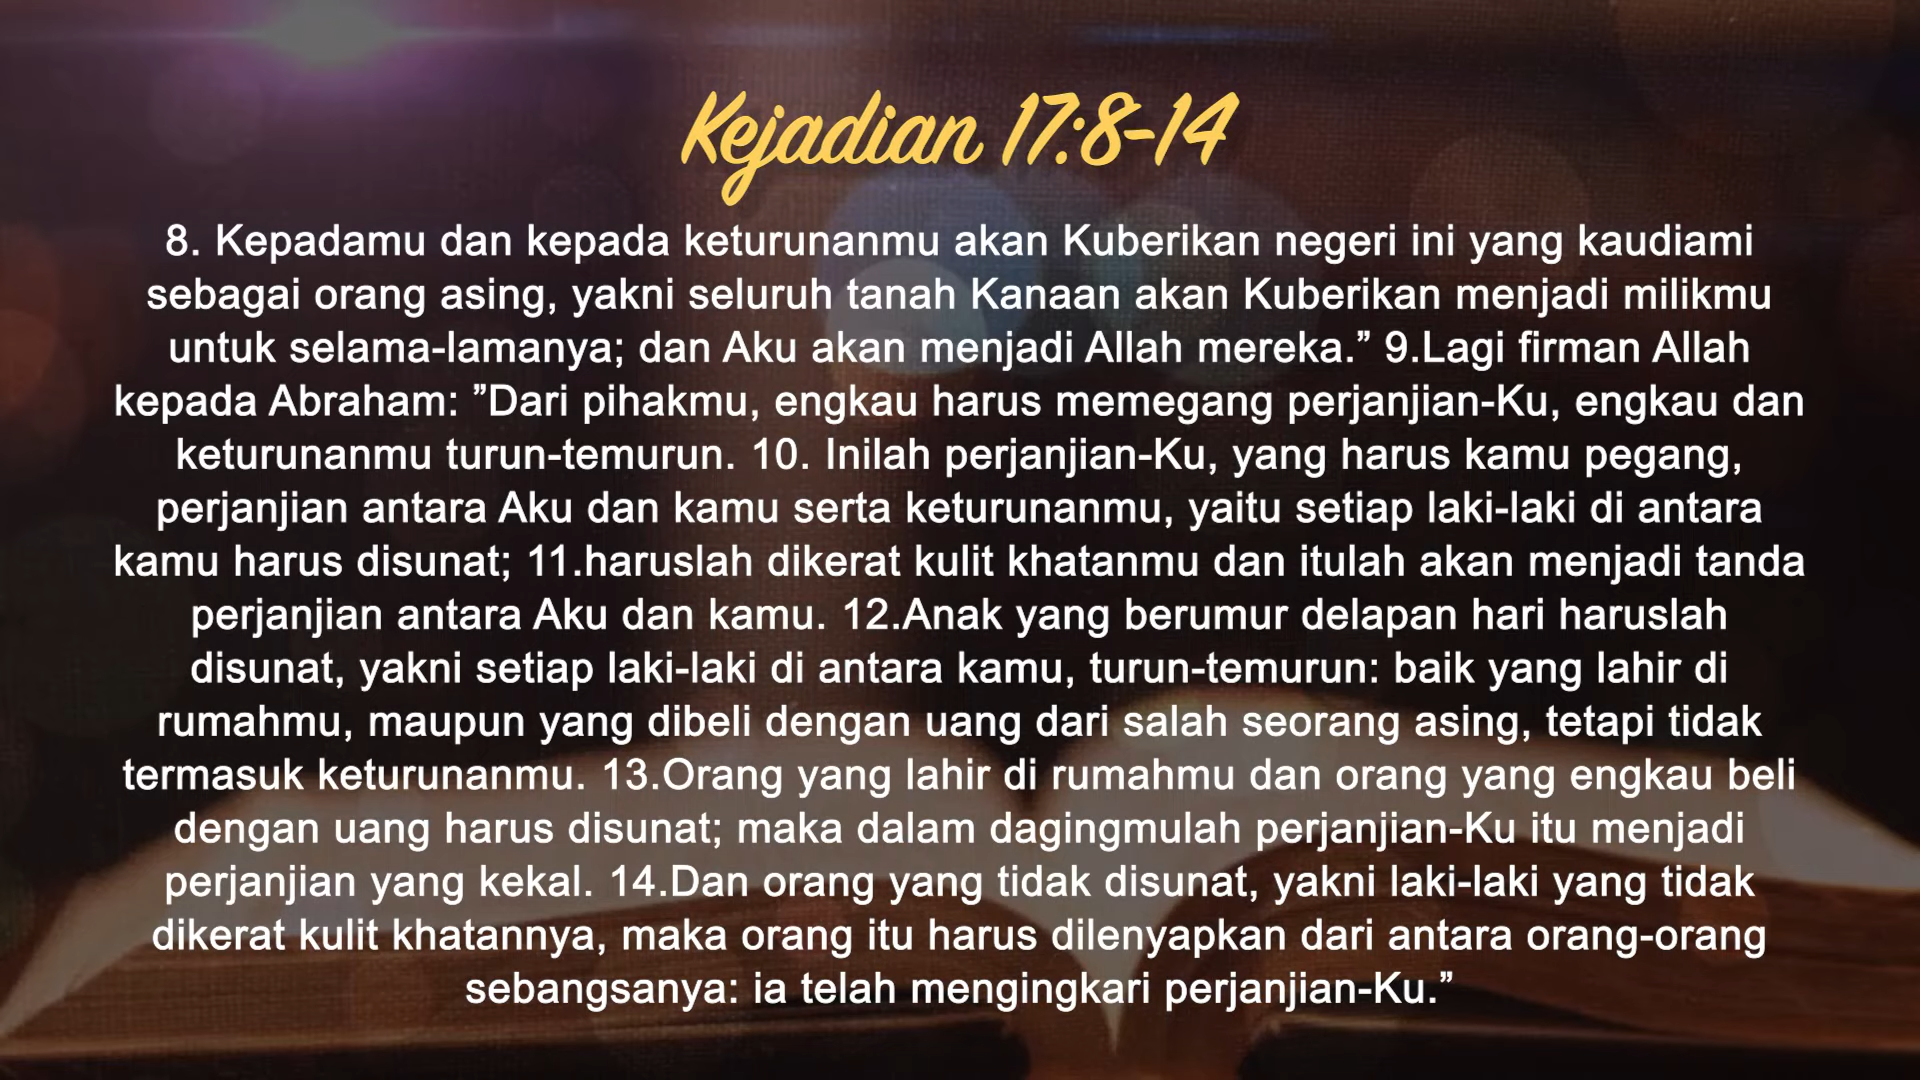 Kejadian 17:8-14
8. Kepadamu dan kepada keturunanmu akan Kuberikan negeri ini yang kaudiami
sebagai orang asing, yakni seluruh tanah Kanaan akan Kuberikan menjadi milikmu
untuk selama-lamanya; dan Aku akan menjadi Allah mereka.” 9.Lagi firman Allah
kepada Abraham: ”Dari pihakmu, engkau harus memegang perjanjian-Ku, engkau dan
keturunanmu turun-temurun. 10. Inilah perjanjian-Ku, yang harus kamu pegang,
perjanjian antara Aku dan kamu serta keturunanmu, yaitu setiap laki-laki di antara
kamu harus disunat; 11.haruslah dikerat kulit khatanmu dan itulah akan menjadi tanda
perjanjian antara Aku dan kamu. 12.Anak yang berumur delapan hari haruslah
disunat, yakni setiap laki-laki di antara kamu, turun-temurun: baik yang lahir di
rumahmu, maupun yang dibeli dengan uang dari salah seorang asing, tetapi tidak
termasuk keturunanmu. 13.Orang yang lahir di rumahmu dan orang yang engkau beli
dengan uang harus disunat; maka dalam dagingmulah perjanjian-Ku itu menjadi
perjanjian yang kekal. 14.Dan orang yang tidak disunat, yakni laki-laki yang tidak
dikerat kulit khatannya, maka orang itu harus dilenyapkan dari antara orang-orang
sebangsanya: ia telah mengingkari perjanjian-Ku.”